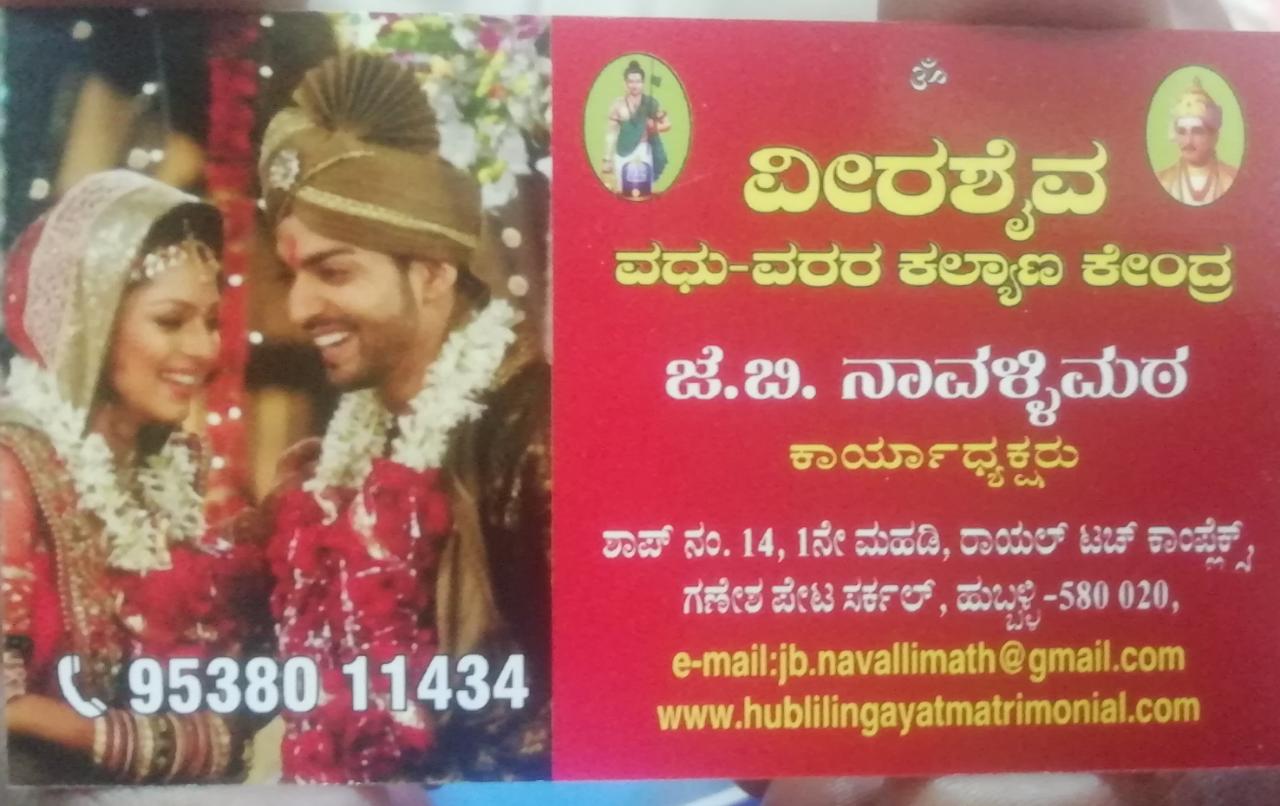 ॐ
ವೀರಶೈವ
ವಧು-ವರರ ಕಲ್ಯಾಣ ಕೇಂದ್ರ
ಜೆ.ಬಿ. ನಾವಳ್ಳಿಮಠ
ಕಾರ್ಯಾಧ್ಯಕ್ಷರು
ಶಾಪ್ ನಂ. 14, 1ನೇ ಮಹಡಿ, ರಾಯಲ್ ಟಚ್ ಕಾಂಪ್ಲೆಕ್ಸ್
ಗಣೇಶ ಪೇಟ ಸರ್ಕಲ್, ಹುಬ್ಬಳ್ಳಿ-580 020,
e-mail:jb.navallimath@gmail.com
www.hublilingayatmatrimonial.com
95380 11434